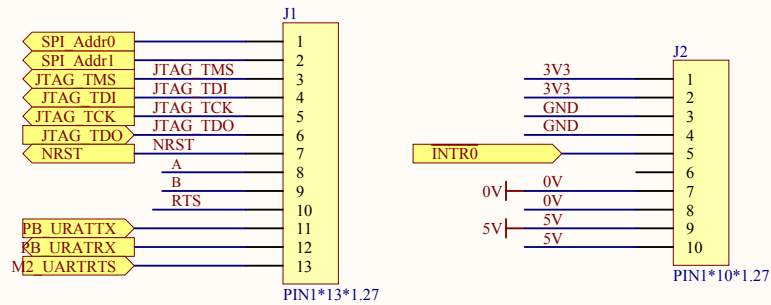 J1
SPI_Addr0 1
SPI_Addr1 2
JTAG_TMS JTAG_TMS 3
JTAG_TDI JTAG_TDI 4
JTAG_TCK JTAG_TCK 5
JTAG_TDO JTAG_TDO 6
NRST NRST 7
A 8
B 9
RTS 10
PB_URATTX 11
PB_URATRX 12
M2_UARTRTS 13
PIN1*13*1.27
J2
3V3 1
3V3 2
GND 3
GND 4
INTR0 5
6
0V 0V 7
0V 8
5V 5V 9
5V 10
PIN1*10*1.27